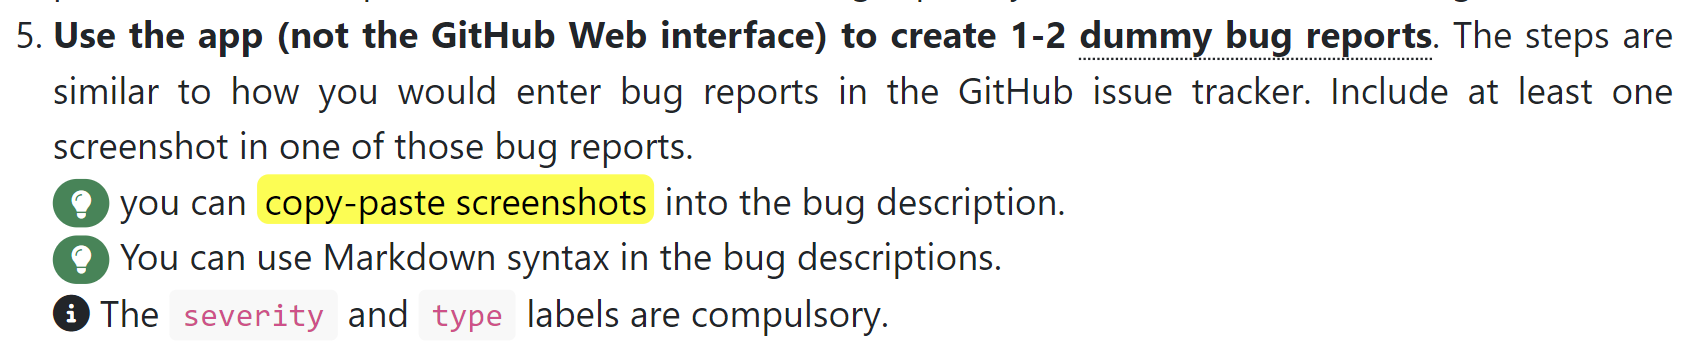 5. Use the app (not the GitHub Web interface) to create 1-2 dummy bug reports. The steps are
similar to how you would enter bug reports in the GitHub issue tracker. Include at least one
screenshot in one of those bug reports.
you can copy-paste screenshots into the bug description.
You can use Markdown syntax in the bug descriptions.
The severity and type labels are compulsory.